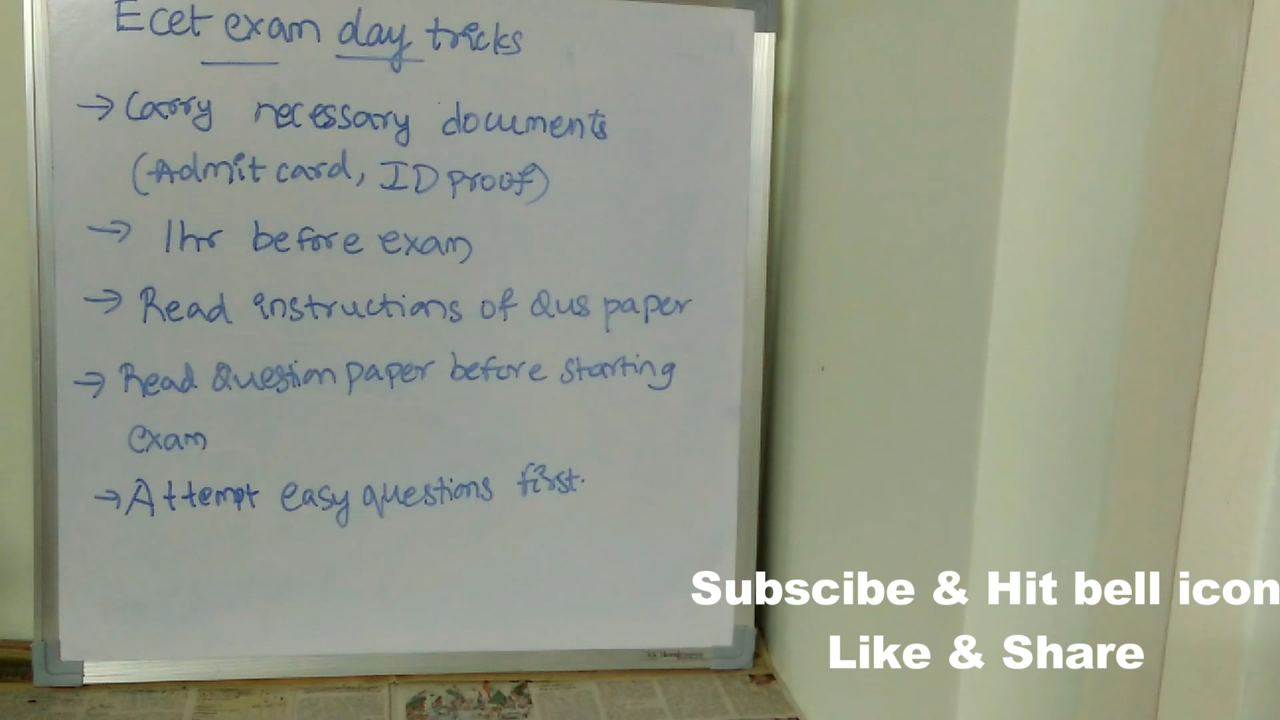 Ecet exam day tricks
→ Carry necessary documents
(Admit card, ID proof)
→ 1hr before exam
→ Read instructions of Qus paper
→ Read Question paper before starting
exam
→ Attempt easy questions first.
Subscibe & Hit bell icon
Like & Share